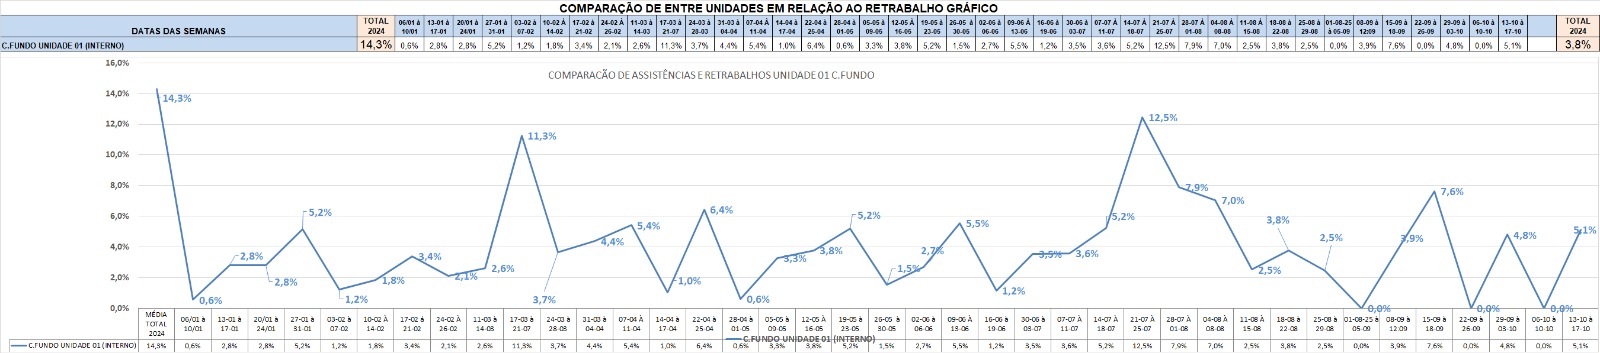 COMPARAÇÃO DE ENTRE UNIDADES EM RELAÇÃO AO RETRABALHO GRÁFICO
DATAS DAS SEMANAS TOTAL 2024 06/01 à 10/01 13-01 à 17-01 20/01 à 24/01 27-01 à 31-01 03-02 à 07-02 10-02 À 14-02 17-02 à 21-02 24-02 À 26-02 11-03 à 14-03 17-03 à 21-07 24-03 à 28-03 31-03 à 04-04 07-04 À 11-04 14-04 à 17-04 22-04 à 25-04 28-04 à 01-05 05-05 à 09-05 12-05 à 16-05 19-05 à 23-05 26-05 à 30-05 02-06 à 06-06 09-06 À 13-06 16-06 à 19-06 30-06 à 03-07 07-07 À 11-07 14-07 À 18-07 21-07 À 25-07 28-07 À 01-08 04-08 À 08-08 11-08 À 15-08 18-08 à 22-08 25-08 à 29-08 01-08-25 à 05-09 08-09 à 12:09 15-09 à 18-09 22-09 à 26-09 29-09 à 03-10 06-10 à 10-10 13-10 à 17-10 TOTAL 2024
C.FUNDO UNIDADE 01 (INTERNO) 14,3% 0,6% 2,8% 2,8% 5,2% 1,2% 1,8% 3,4% 2,1% 2,6% 11,3% 3,7% 4,4% 5,4% 1,0% 6,4% 0,6% 3,3% 3,8% 5,2% 1,5% 2,7% 5,5% 1,2% 3,5% 3,6% 5,2% 12,5% 7,9% 7,0% 2,5% 3,8% 2,5% 0,0% 3,9% 7,6% 0,0% 4,8% 0,0% 5,1% 3,8%
COMPARAÇÃO DE ASSISTÊNCIAS E RETRABALHOS UNIDADE 01 C.FUNDO
16,0%
14,0%
12,0%
10,0%
8,0%
6,0%
4,0%
2,0%
0,0%
14,3% 0,6% 2,8% 2,8% 5,2% 1,2% 1,8% 3,4% 2,1% 2,6% 11,3% 3,7% 4,4% 5,4% 1,0% 6,4% 0,6% 3,3% 3,8% 5,2% 1,5% 2,7% 5,5% 1,2% 3,5% 3,6% 5,2% 12,5% 7,9% 7,0% 2,5% 3,8% 2,5% 0,0% 3,9% 7,6% 0,0% 4,8% 0,0% 5,1%
MÉDIA TOTAL 2024 06/01 à 10/01 13-01 à 17-01 20/01 à 24/01 27-01 à 31-01 03-02 à 07-02 10-02 À 14-02 17-02 à 21-02 24-02 À 26-02 11-03 à 14-03 17-03 à 21-07 24-03 à 28-03 31-03 à 04-04 07-04 À 11-04 14-04 à 17-04 22-04 à 25-04 28-04 à 01-05 05-05 à 09-05 12-05 à 16-05 19-05 à 23-05 26-05 à 30-05 02-06 à 06-06 09-06 À 13-06 16-06 à 19-06 30-06 à 03-07 07-07 À 11-07 14-07 À 18-07 21-07 À 25-07 28-07 À 01-08 04-08 À 08-08 11-08 À 15-08 18-08 à 22-08 25-08 à 29-08 01-08-25 à 05-09 08-09 à 12:09 15-09 à 18-09 22-09 à 26-09 29-09 à 03-10 06-10 à 10-10 13-10 à 17-10
C.FUNDO UNIDADE 01 (INTERNO)
C.FUNDO UNIDADE 01 (INTERNO) 14,3% 0,6% 2,8% 2,8% 5,2% 1,2% 1,8% 3,4% 2,1% 2,6% 11,3% 3,7% 4,4% 5,4% 1,0% 6,4% 0,6% 3,3% 3,8% 5,2% 1,5% 2,7% 5,5% 1,2% 3,5% 3,6% 5,2% 12,5% 7,9% 7,0% 2,5% 3,8% 2,5% 0,0% 3,9% 7,6% 0,0% 4,8% 0,0% 5,1%